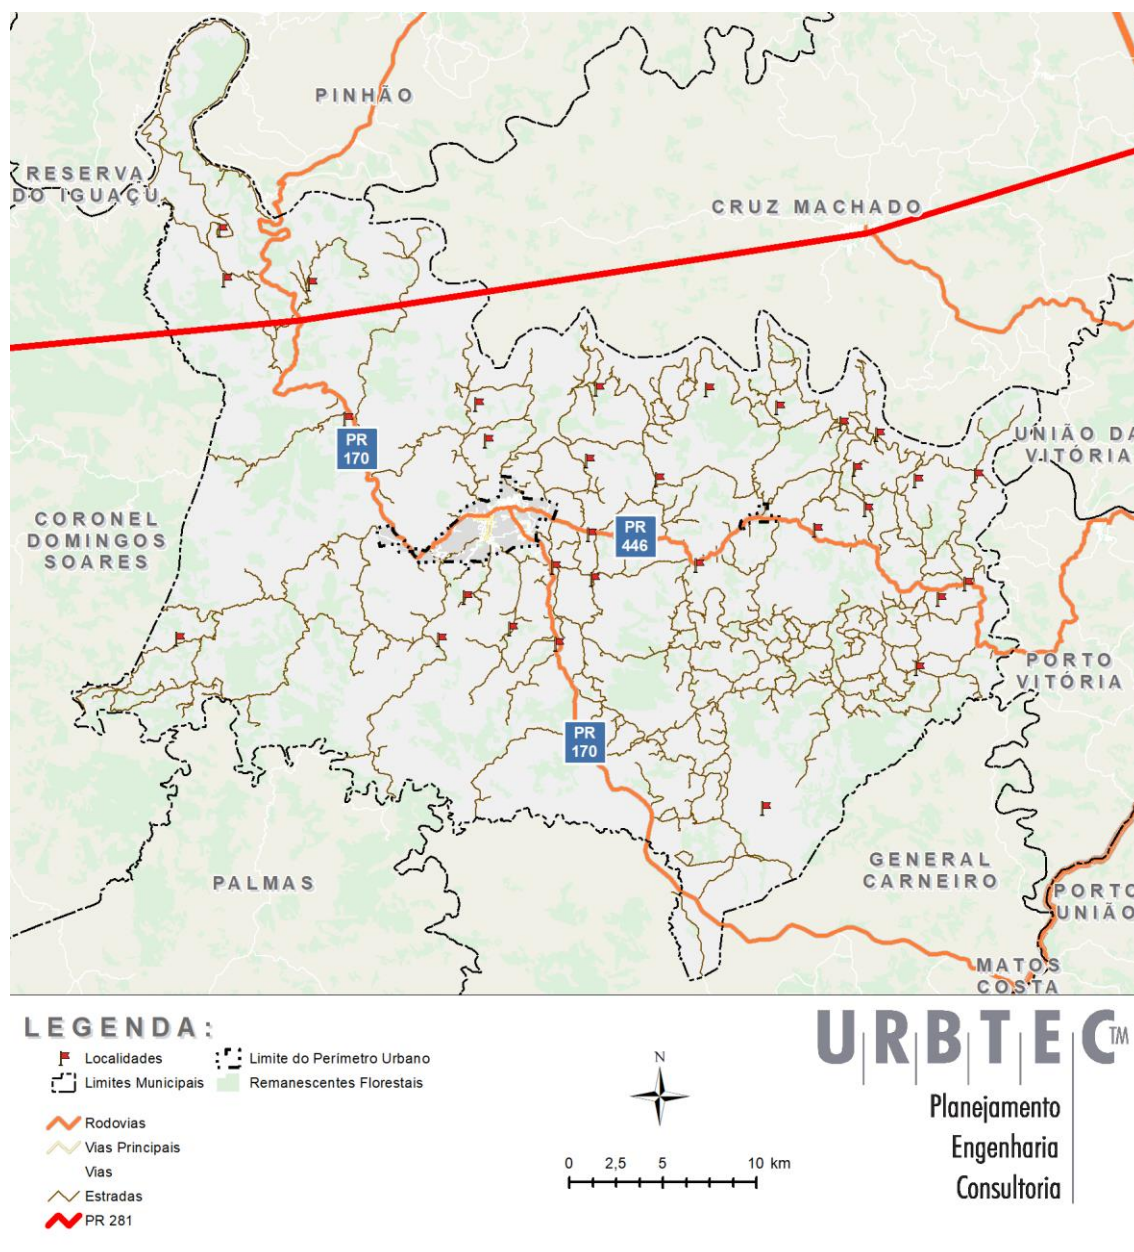 PINHÃO
RESERVA
DO IGUAÇU
CRUZ MACHADO
UNIÃO DA
VITÓRIA
PR
170
CORONEL
DOMINGOS
SOARES
PR
446
PORTO
VITÓRIA
PR
170
GENERAL
CARNEIRO
PALMAS
PORTO
UNIÃO
MATOS
COSTA
LEGENDA:
Localidades
Limite do Perímetro Urbano
Limites Municipais
Remanescentes Florestais
Rodovias
Vias Principais
Vias
Estradas
PR 281
N
0 2,5 5 10 km
URBTEC TM
Planejamento
Engenharia
Consultoria